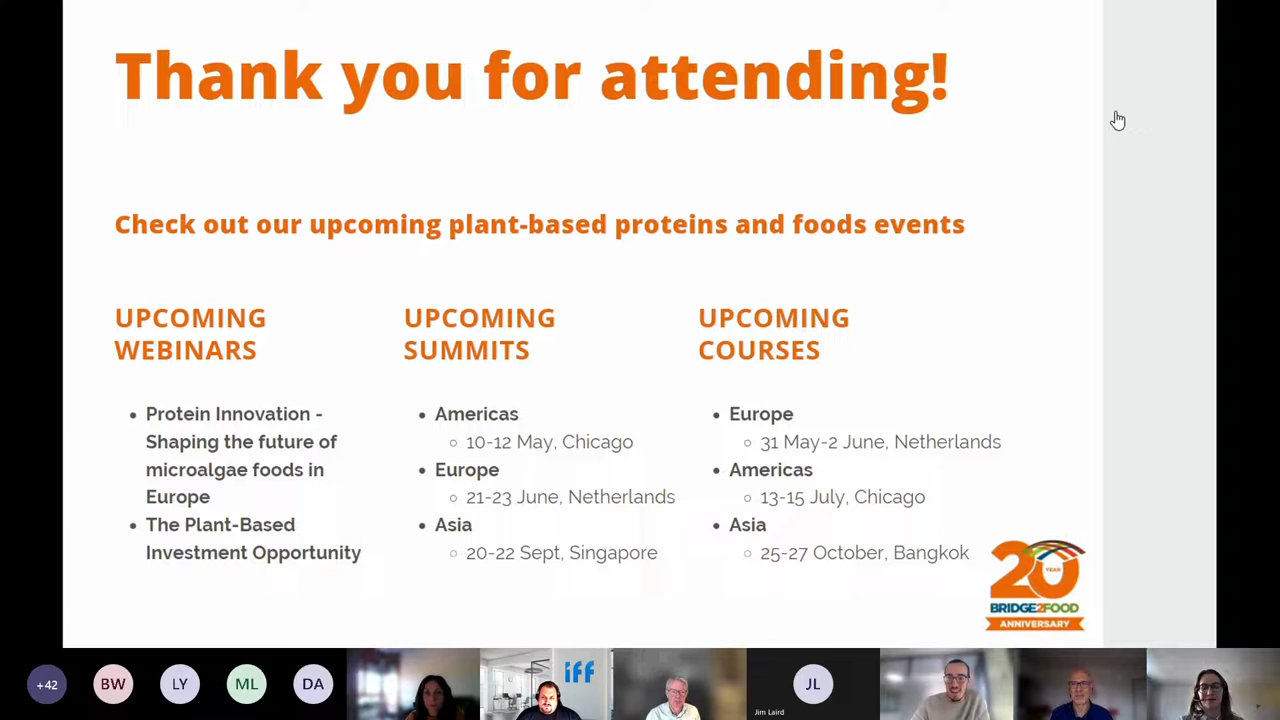 Thank you for attending!
Check out our upcoming plant-based proteins and foods events
UPCOMING
WEBINARS
• Protein Innovation -
Shaping the future of
microalgae foods in
Europe
• The Plant-Based
Investment Opportunity
UPCOMING
SUMMITS
• Americas
○ 10-12 May, Chicago
• Europe
○ 21-23 June, Netherlands
• Asia
○ 20-22 Sept, Singapore
UPCOMING
COURSES
• Europe
○ 31 May-2 June, Netherlands
• Americas
○ 13-15 July, Chicago
• Asia
○ 25-27 October, Bangkok
20
YEAR
BRIDGE2FOOD
ANNIVERSARY
+42
BW
LY
ML
DA
iff
JL
Jim Laird